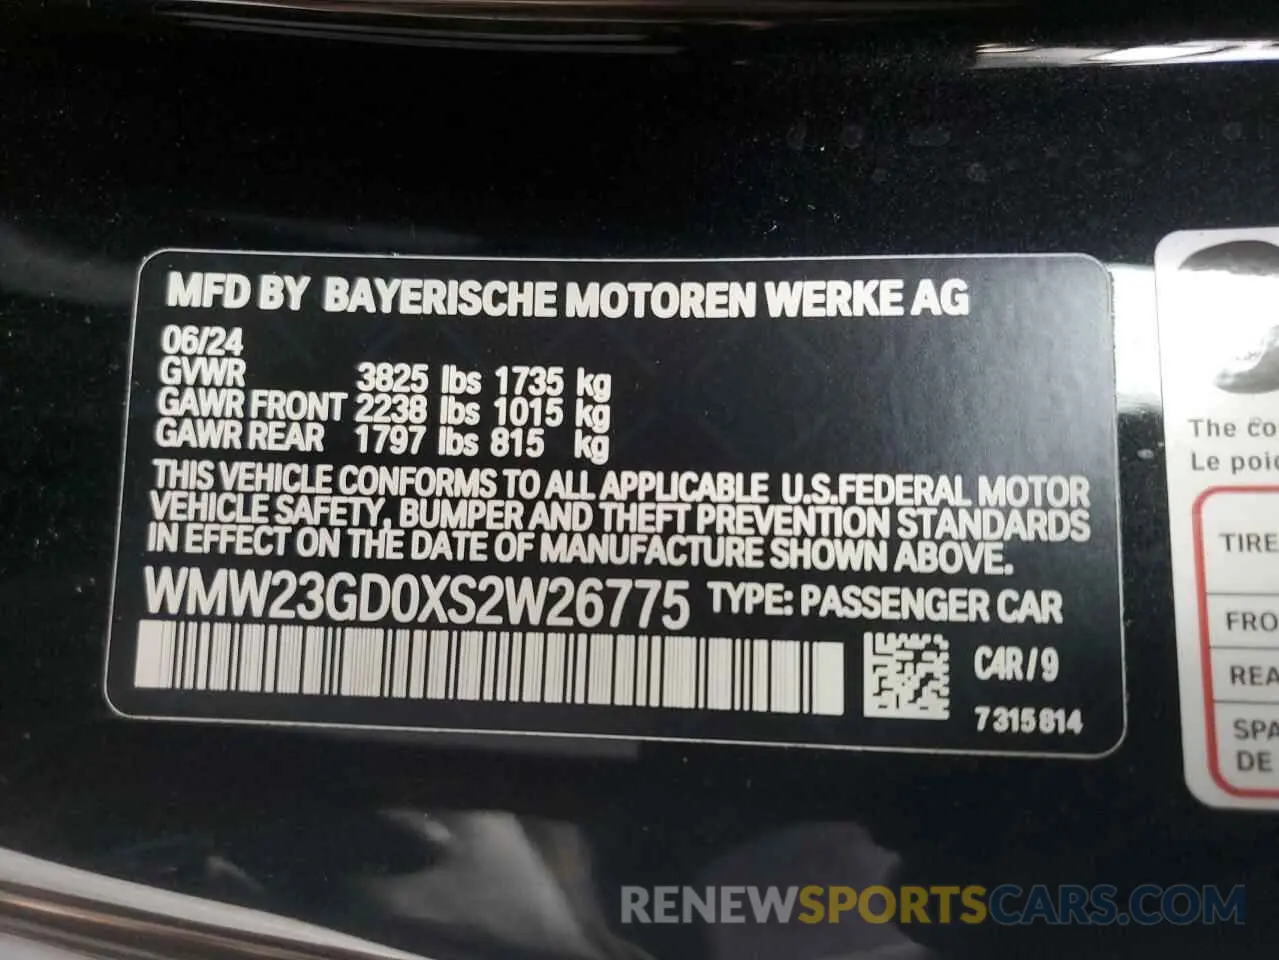 MFD BY BAYERISCHE MOTOREN WERKE AG
06/24
GVWR 3825 lbs 1735 kg
GAWR FRONT 2238 lbs 1015 kg
GAWR REAR 1797 lbs 815 kg
THIS VEHICLE CONFORMS TO ALL APPLICABLE U.S.FEDERAL MOTOR
VEHICLE SAFETY, BUMPER AND THEFT PREVENTION STANDARDS
IN EFFECT ON THE DATE OF MANUFACTURE SHOWN ABOVE.
WMW23GD0XS2W26775 TYPE: PASSENGER CAR
C4R/9
7315814
The co
Le poid
TIRE
FRO
REA
SPA
DE
RENEWSPORTSCARS.COM